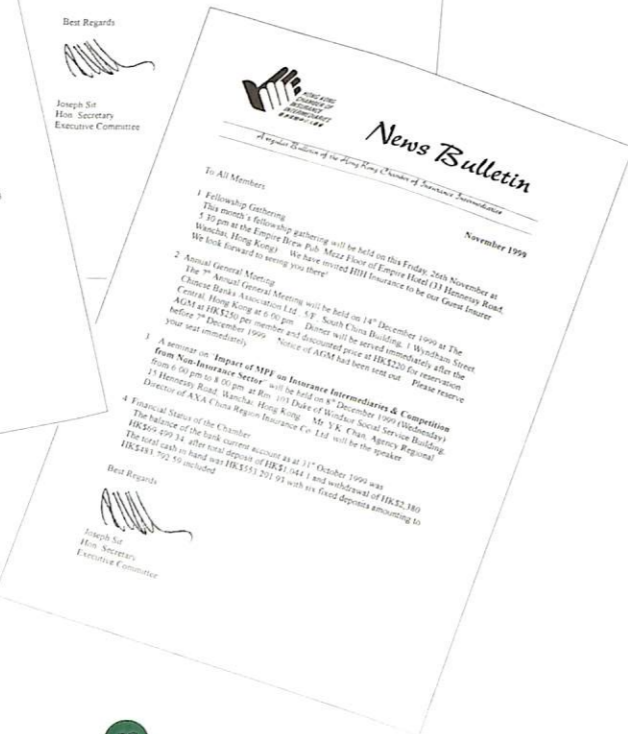 Best Regards
Joseph Sit
Hon. Secretary
Executive Committee
HONG KONG
CHAMBER OF
INSURANCE
INTERMEDIARIES
News Bulletin
A regular Bulletin of the Hong Kong Chamber of Insurance Intermediaries
November 1999
To All Members
1 Fellowship Gathering
This month's fellowship gathering will be held on this Friday, 26th November at
5.30 pm at the Empire Brew Pub, Mezz Floor of Empire Hotel (33 Hennessy Road,
Wanchai, Hong Kong) We have invited HIH Insurance to be our Guest Insurer
We look forward to seeing you there!
2 Annual General Meeting
The 7th Annual General Meeting will be held on 14th December 1999 at The
Chinese Banks Association Ltd., 5/F, South China Building, 1 Wyndham Street,
Central, Hong Kong at 6:00 pm Dinner will be served immediately after the
AGM at HK$250 per member and discounted price at HK$220 for reservation
before 7th December 1999 Notice of AGM had been sent out Please reserve
your seat immediately
3 A seminar on "Impact of MPF on Insurance Intermediaries & Competition
from Non-Insurance Sector" will be held on 8th December 1999 (Wednesday)
from 6:00 pm to 8:00 pm at Rm 103 Duke of Windsor Social Service Building,
15 Hennessy Road, Wanchai, Hong Kong Mr Y.K. Chan, Agency Regional
Director of AXA China Region Insurance Co. Ltd. will be the speaker
4 Financial Status of the Chamber
The balance of the bank current account as at 31st October 1999 was
HK$69,499.34 after total deposit of HK$1,044.1 and withdrawal of HK$2,380
The total cash in hand was HK$553,201.93 with six fixed deposits amounting to
HK$483,792.59 included
Best Regards
Joseph Sit
Hon. Secretary
Executive Committee